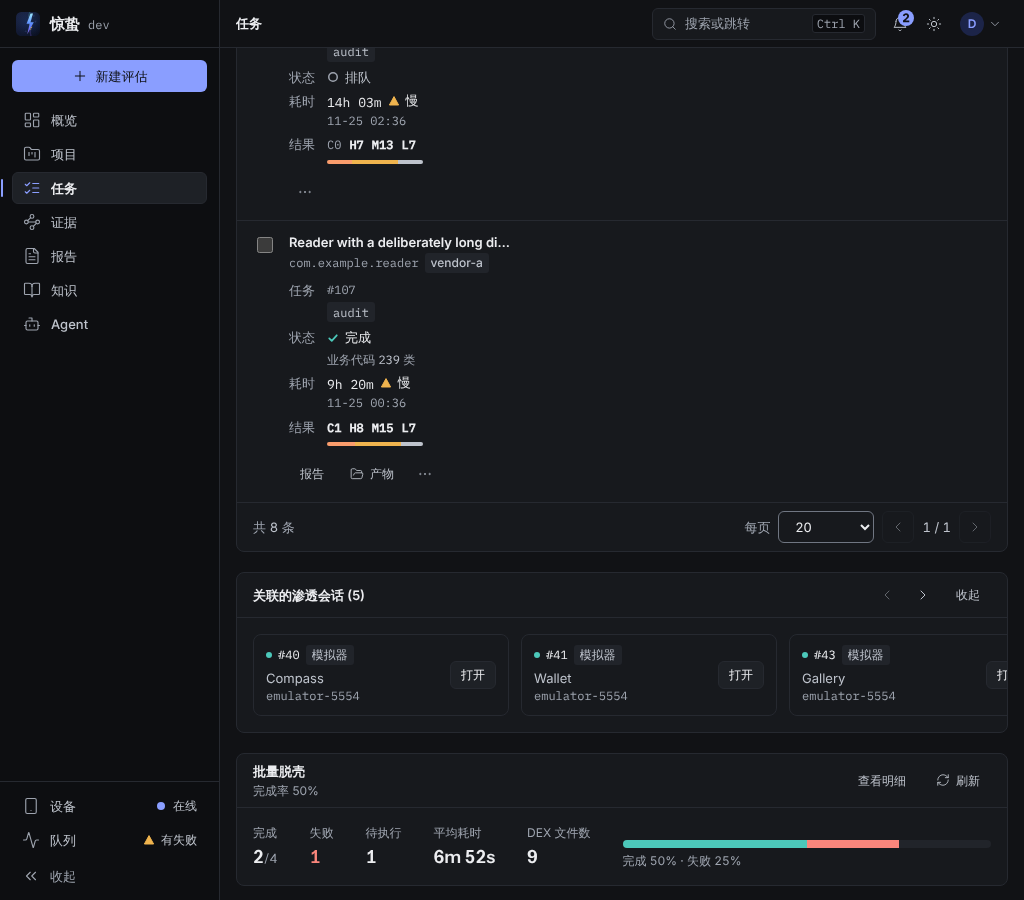 惊蛰 dev
新建评估
概览
项目
任务
证据
报告
知识
Agent
设备 在线
队列 有失败
收起
任务
搜索或跳转 Ctrl K
2
D
audit
状态 排队
耗时 14h 03m 慢
11-25 02:36
结果 C0 H7 M13 L7
...
Reader with a deliberately long di...
com.example.reader vendor-a
任务 #107
audit
状态 完成
业务代码 239 类
耗时 9h 20m 慢
11-25 00:36
结果 C1 H8 M15 L7
报告 产物 ...
共 8 条 每页 20 1 / 1
关联的渗透会话 (5) 收起
#40 模拟器
Compass
emulator-5554
打开
#41 模拟器
Wallet
emulator-5554
打开
#43 模拟器
Gallery
emulator-5554
打
批量脱壳
完成率 50%
查看明细 刷新
完成 失败 待执行 平均耗时 DEX 文件数
2/4 1 1 6m 52s 9
完成 50% · 失败 25%